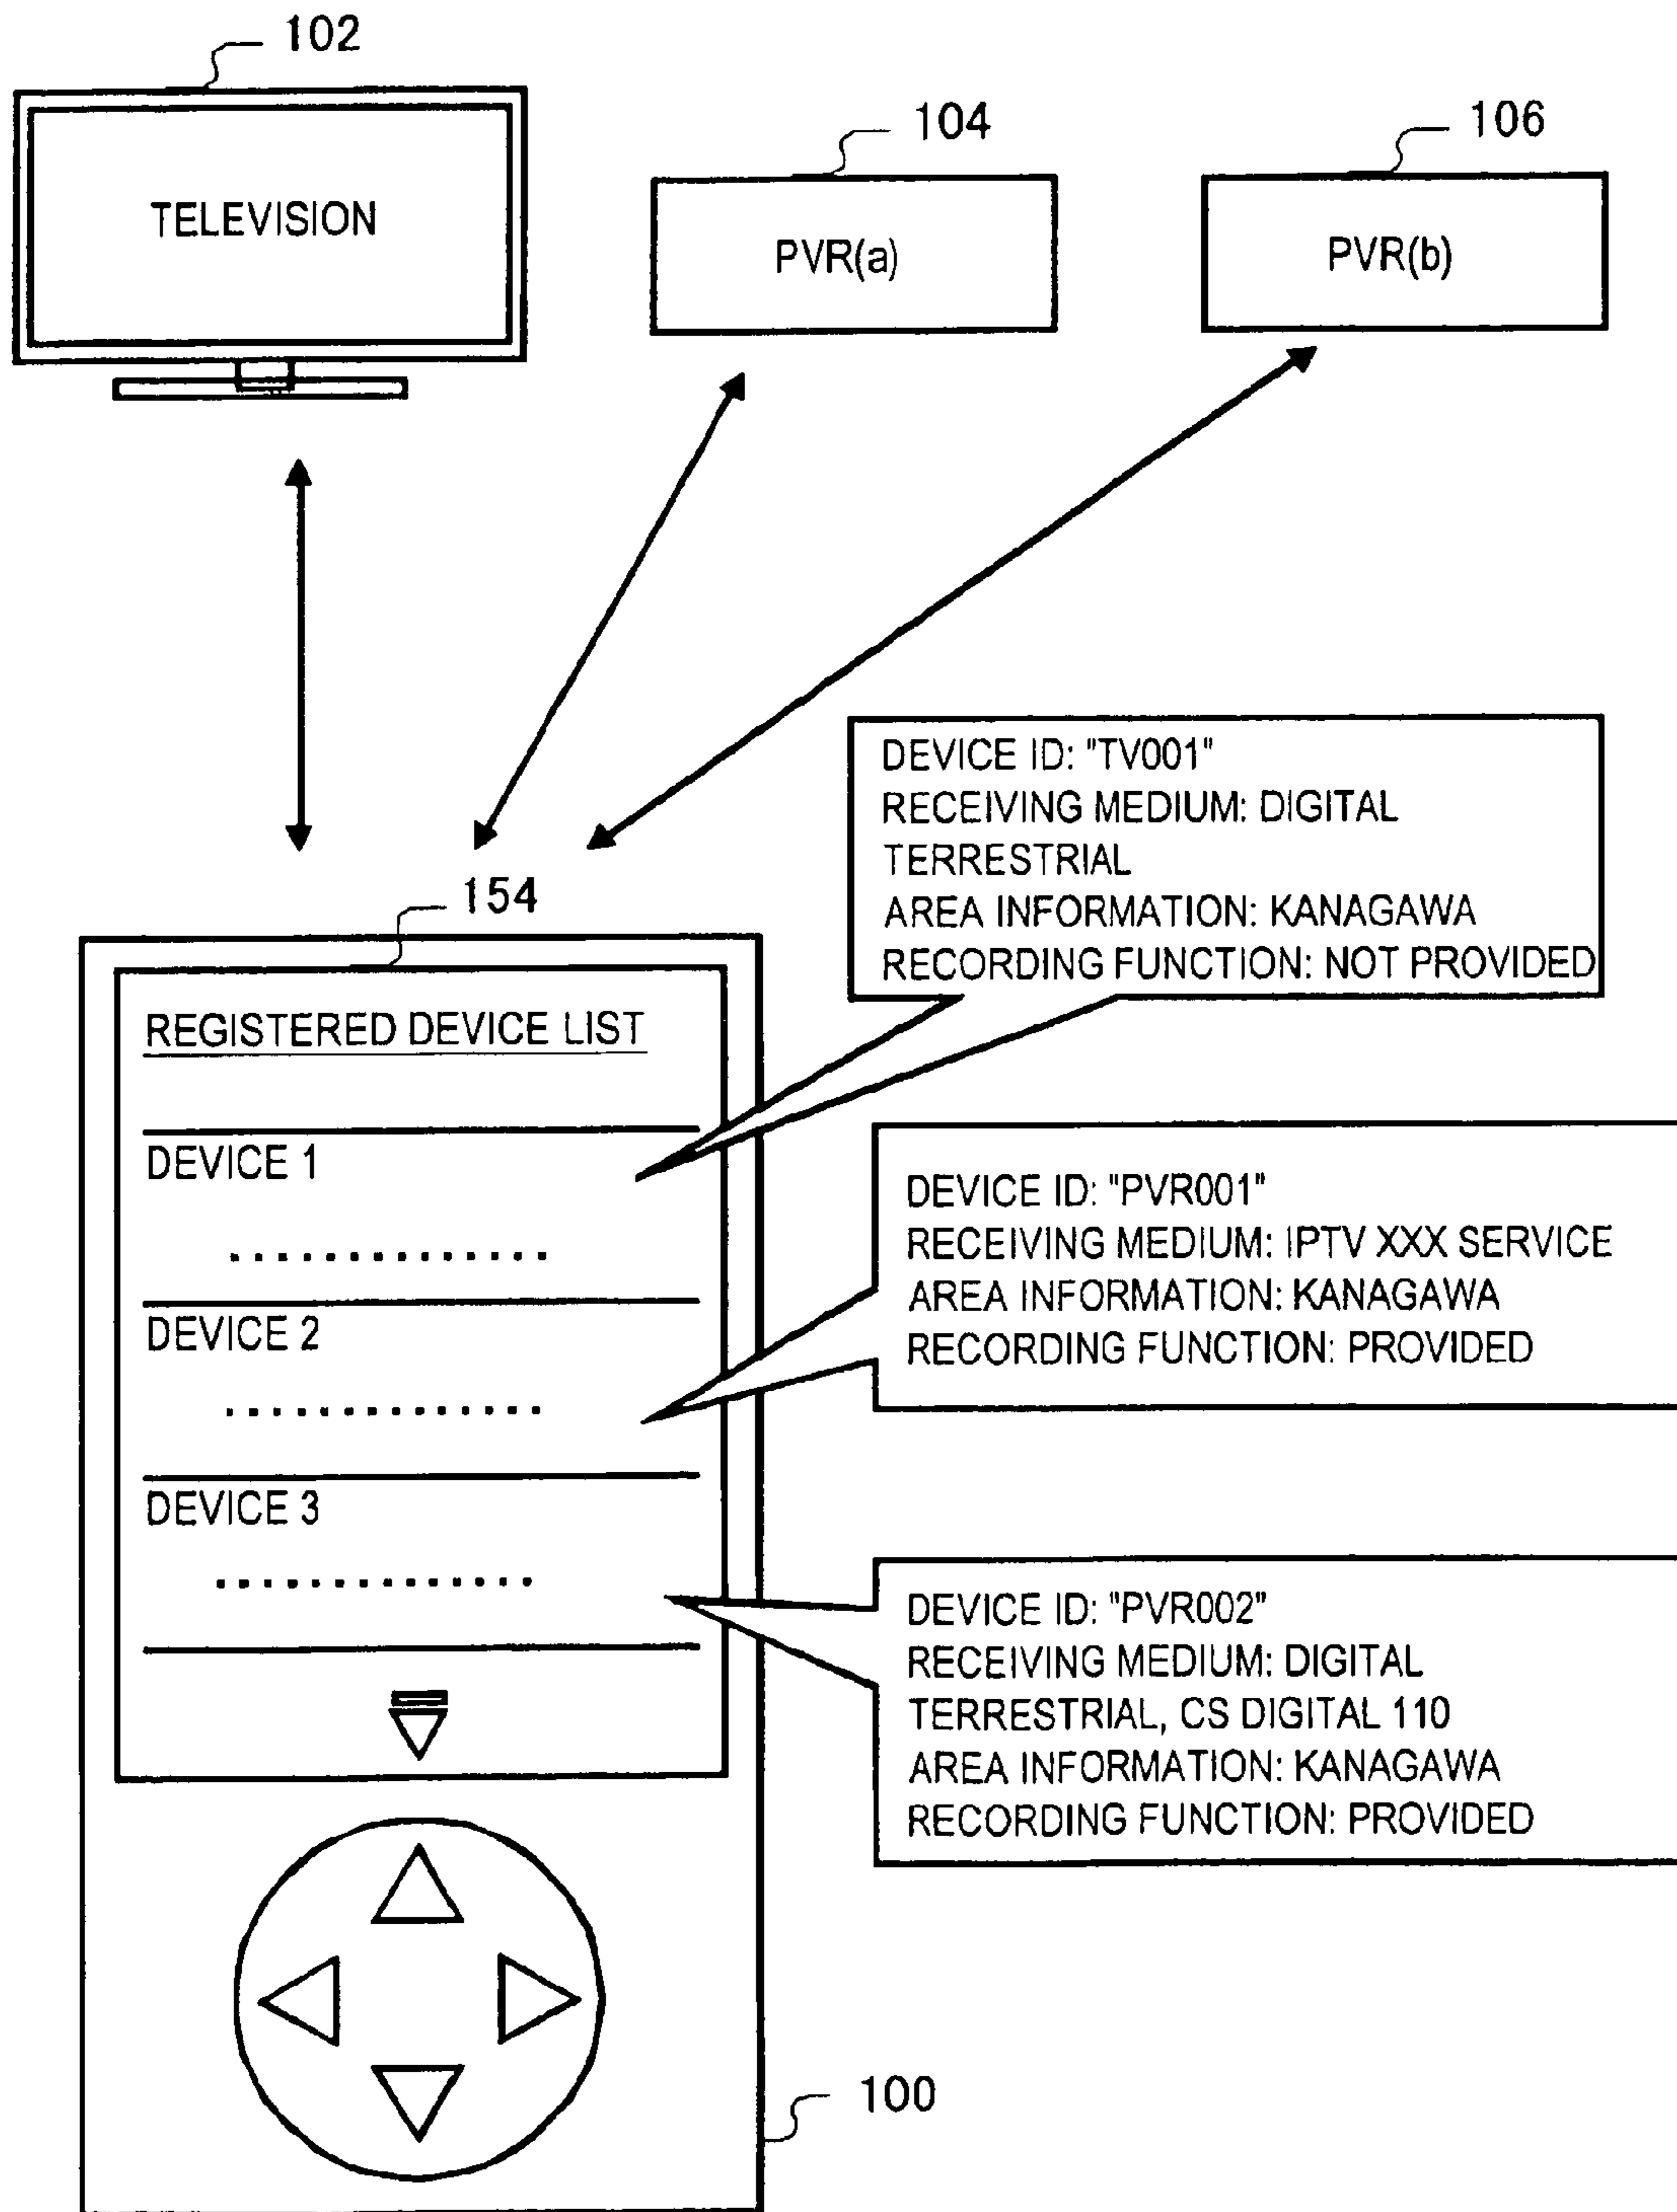 102
104
106
TELEVISION
PVR(a)
PVR(b)
DEVICE ID: "TV001"
RECEIVING MEDIUM: DIGITAL
TERRESTRIAL
AREA INFORMATION: KANAGAWA
RECORDING FUNCTION: NOT PROVIDED
154
REGISTERED DEVICE LIST
DEVICE 1
..............
DEVICE ID: "PVR001"
RECEIVING MEDIUM: IPTV XXX SERVICE
AREA INFORMATION: KANAGAWA
RECORDING FUNCTION: PROVIDED
DEVICE 2
..............
DEVICE 3
..............
DEVICE ID: "PVR002"
RECEIVING MEDIUM: DIGITAL
TERRESTRIAL, CS DIGITAL 110
AREA INFORMATION: KANAGAWA
RECORDING FUNCTION: PROVIDED
100